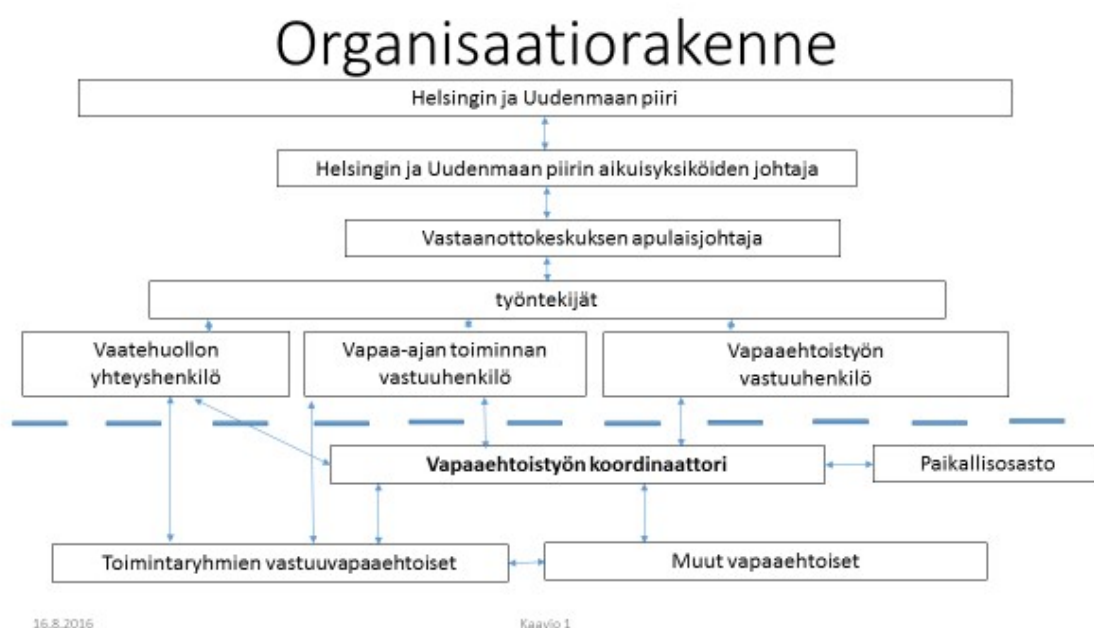 Organisaatiorakenne
Helsingin ja Uudenmaan piiri
Helsingin ja Uudenmaan piirin aikuisyksiköiden johtaja
Vastaanottokeskuksen apulaisjohtaja
työntekijät
Vaatehuollon
yhteyshenkilö
Vapaa-ajan toiminnan
vastuuhenkilö
Vapaaehtoistyön
vastuuhenkilö
Vapaaehtoistyön koordinaattori
Paikallisosasto
Toimintaryhmien vastuuvapaaehtoiset
Muut vapaaehtoiset
16.8.2016
Kaavio 1